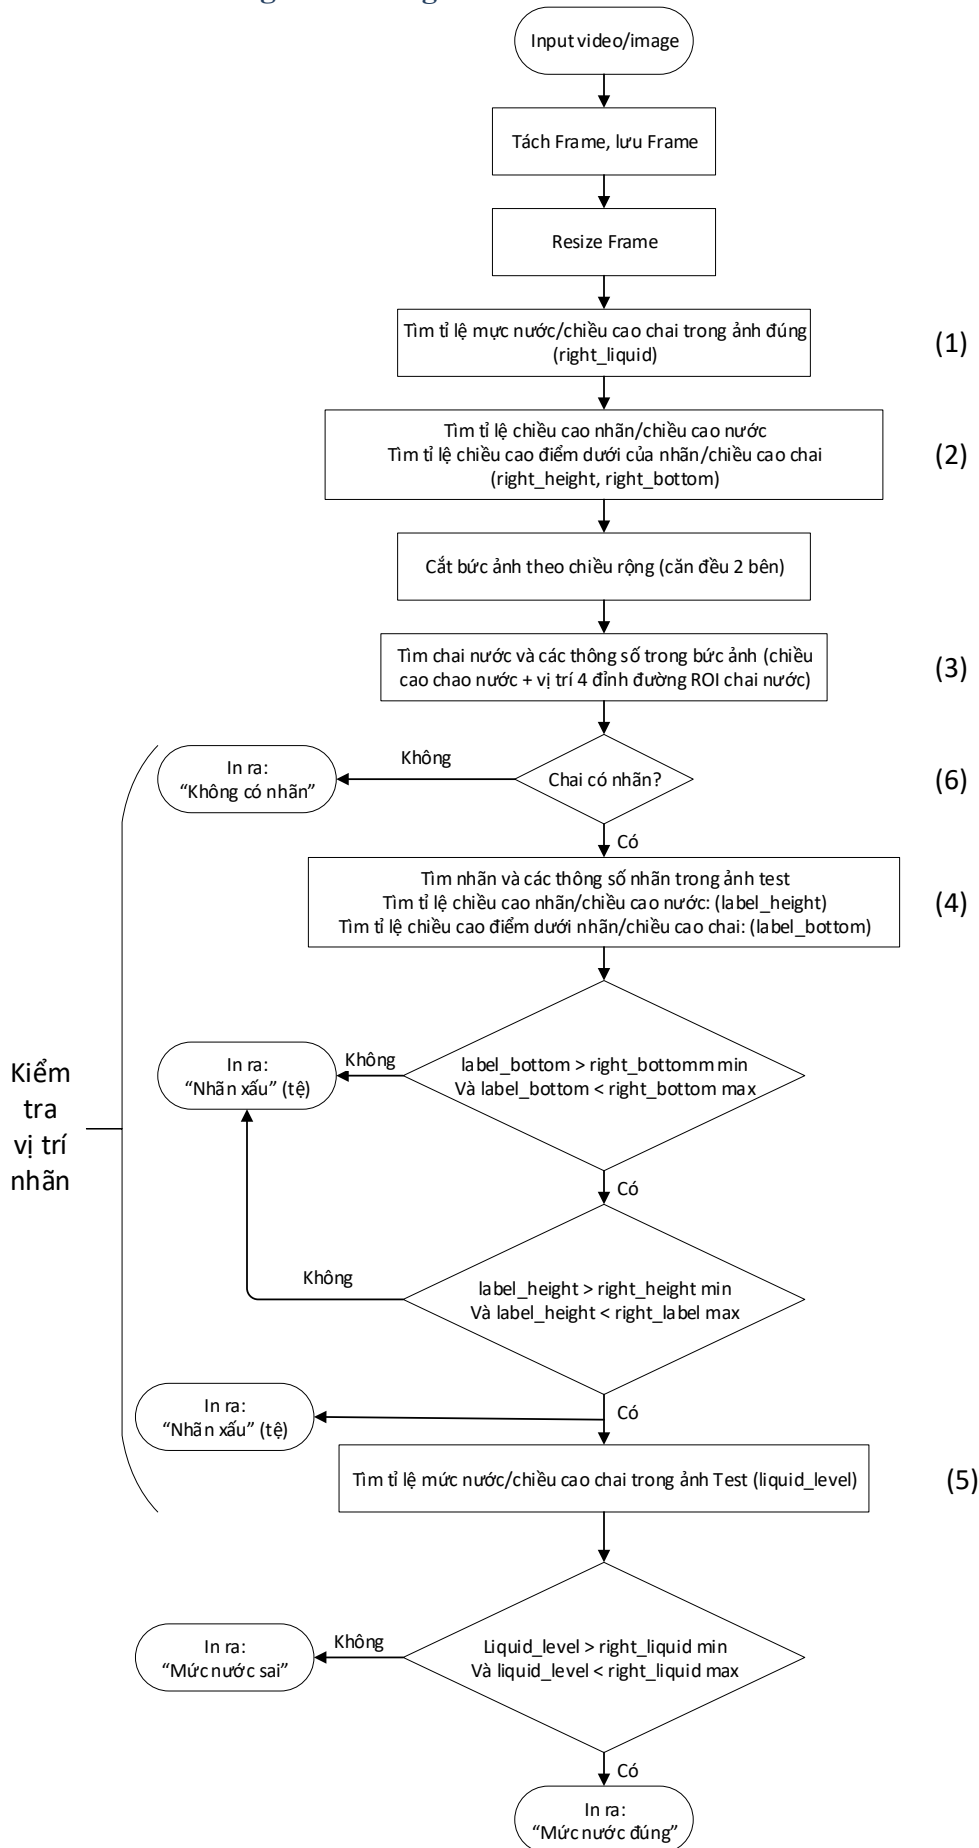 Input video/image
Tách Frame, lưu Frame
Resize Frame
Tìm tỉ lệ mực nước/chiều cao chai trong ảnh đúng
(right_liquid)
(1)
Tìm tỉ lệ chiều cao nhãn/chiều cao nước
Tìm tỉ lệ chiều cao điểm dưới của nhãn/chiều cao chai
(right_height, right_bottom)
(2)
Cắt bức ảnh theo chiều rộng (căn đều 2 bên)
Tìm chai nước và các thông số trong bức ảnh (chiều
cao chao nước + vị trí 4 đỉnh đường ROI chai nước)
(3)
In ra:
“Không có nhãn”
Không
Chai có nhãn?
(6)
Có
Tìm nhãn và các thông số nhãn trong ảnh test
Tìm tỉ lệ chiều cao nhãn/chiều cao nước: (label_height)
Tìm tỉ lệ chiều cao điểm dưới nhãn/chiều cao chai: (label_bottom)
(4)
Kiểm
tra
vị trí
nhãn
In ra:
“Nhãn xấu” (tệ)
Không
label_bottom > right_bottomm min
Và label_bottom < right_bottom max
Có
Không
label_height > right_height min
Và label_height < right_label max
In ra:
“Nhãn xấu” (tệ)
Có
Tìm tỉ lệ mức nước/chiều cao chai trong ảnh Test (liquid_level)
(5)
In ra:
“Mức nước sai”
Không
Liquid_level > right_liquid min
Và liquid_level < right_liquid max
Có
In ra:
“Mức nước đúng”